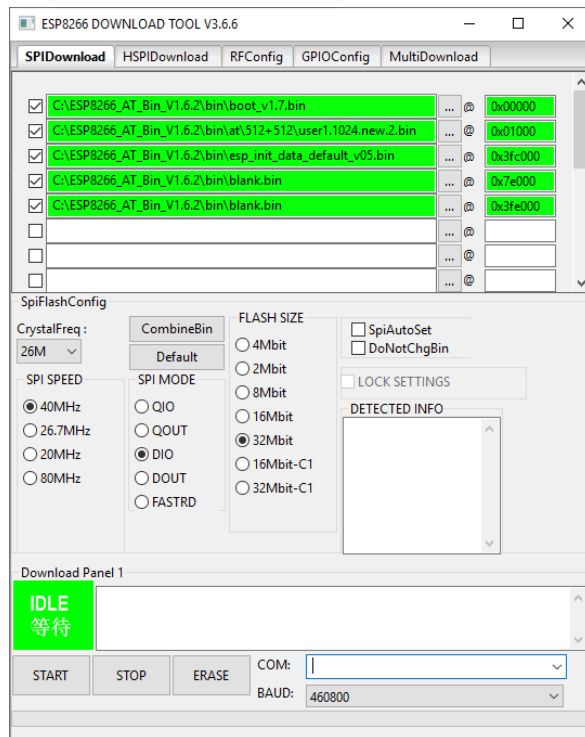 ESP8266 DOWNLOAD TOOL V3.6.6
SPIDownload HSPIDownload RFConfig GPIOConfig MultiDownload
C:\ESP8266_AT_Bin_V1.6.2\bin\boot_v1.7.bin ... @ 0x00000
C:\ESP8266_AT_Bin_V1.6.2\bin\at\512+512\user1.1024.new.2.bin ... @ 0x01000
C:\ESP8266_AT_Bin_V1.6.2\bin\esp_init_data_default_v05.bin ... @ 0x3fc000
C:\ESP8266_AT_Bin_V1.6.2\bin\blank.bin ... @ 0x7e000
C:\ESP8266_AT_Bin_V1.6.2\bin\blank.bin ... @ 0x3fe000
... @
... @
... @
SpiFlashConfig
CrystalFreq :
26M
CombineBin
Default
SPI SPEED
40MHz
26.7MHz
20MHz
80MHz
SPI MODE
QIO
QOUT
DIO
DOUT
FASTRD
FLASH SIZE
4Mbit
2Mbit
8Mbit
16Mbit
32Mbit
16Mbit-C1
32Mbit-C1
SpiAutoSet
DoNotChgBin
LOCK SETTINGS
DETECTED INFO
Download Panel 1
IDLE
等待
START STOP ERASE
COM:
BAUD: 460800